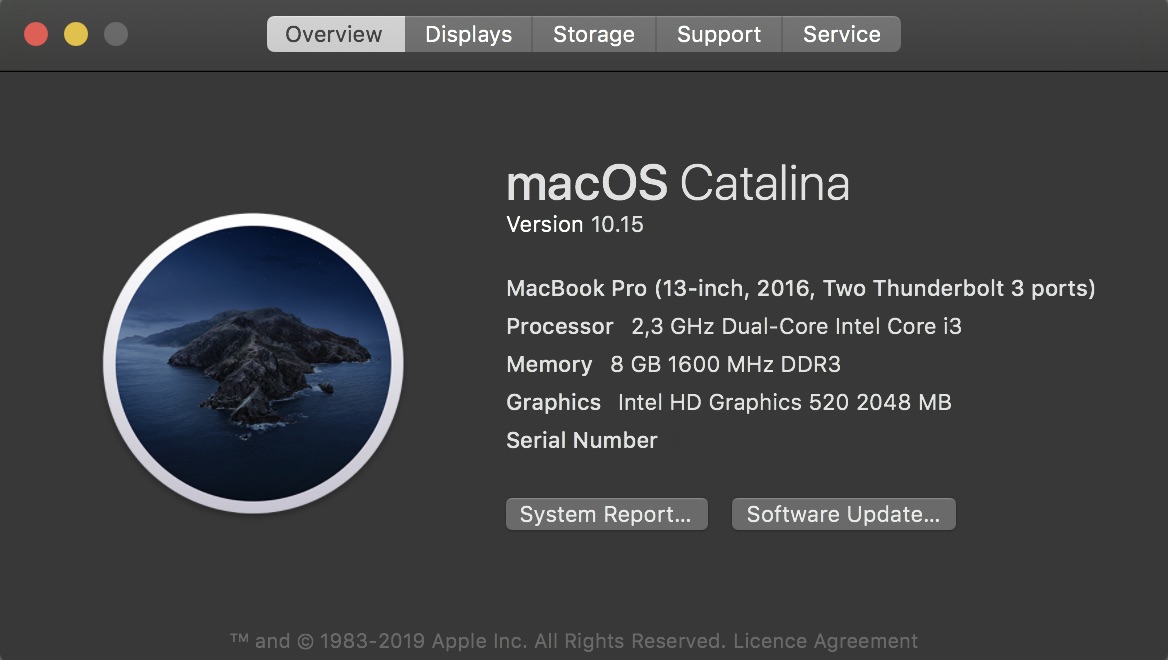 Overview Displays Storage Support Service
macOS Catalina
Version 10.15
MacBook Pro (13-inch, 2016, Two Thunderbolt 3 ports)
Processor 2,3 GHz Dual-Core Intel Core i3
Memory 8 GB 1600 MHz DDR3
Graphics Intel HD Graphics 520 2048 MB
Serial Number
System Report... Software Update...
™ and © 1983-2019 Apple Inc. All Rights Reserved. Licence Agreement